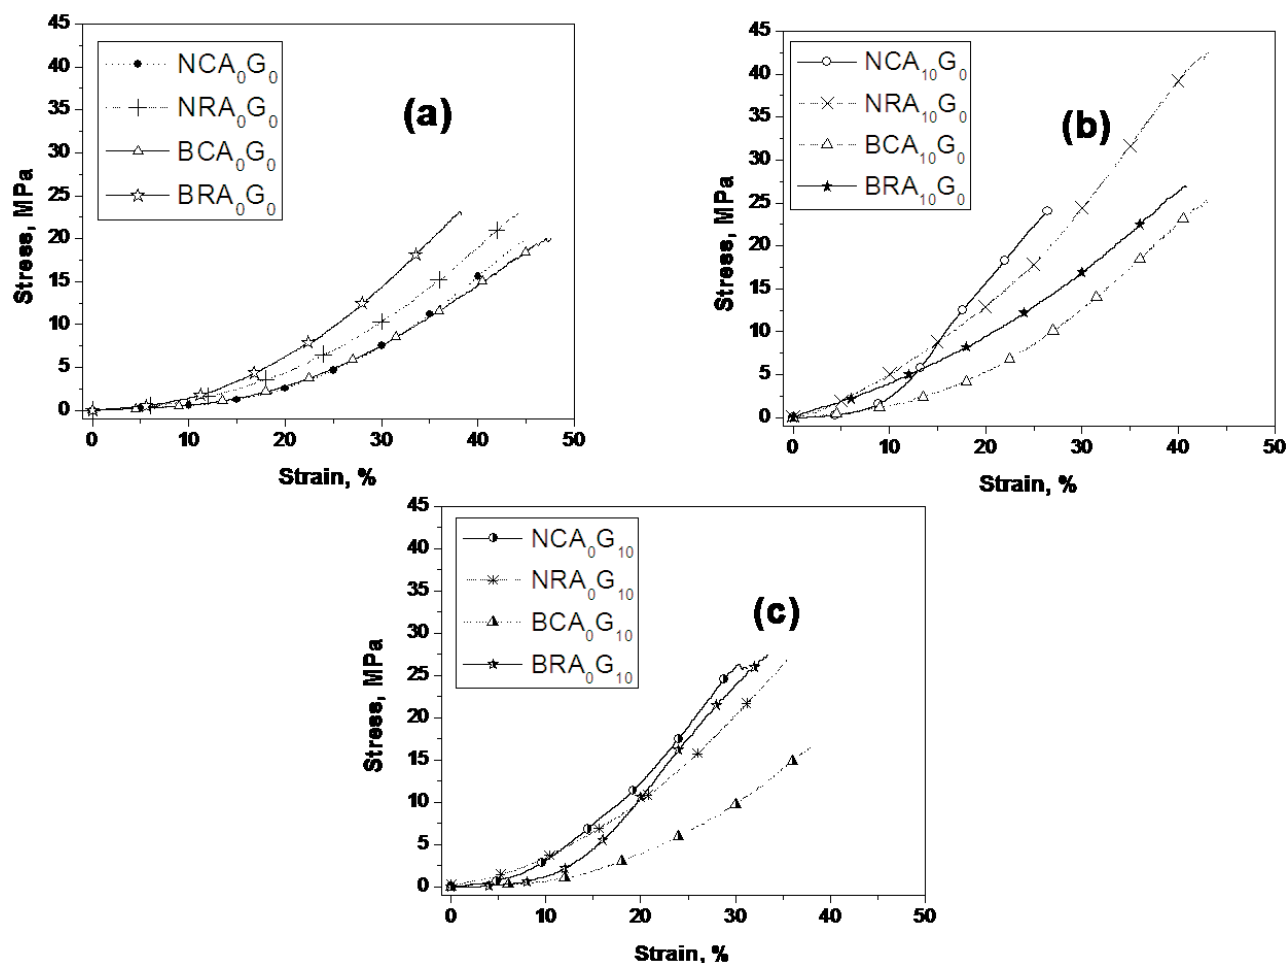 45
40
35
30
25
20
15
10
5
0
Stress, MPa
NCA₀G₀
NRA₀G₀
BCA₀G₀
BRA₀G₀
(a)
0 10 20 30 40 50
Strain, %
45
40
35
30
25
20
15
10
5
0
Stress, MPa
NCA₁₀G₀
NRA₁₀G₀
BCA₁₀G₀
BRA₁₀G₀
(b)
0 10 20 30 40 50
Strain, %
45
40
35
30
25
20
15
10
5
0
Stress, MPa
NCA₀G₁₀
NRA₀G₁₀
BCA₀G₁₀
BRA₀G₁₀
(c)
0 10 20 30 40 50
Strain, %